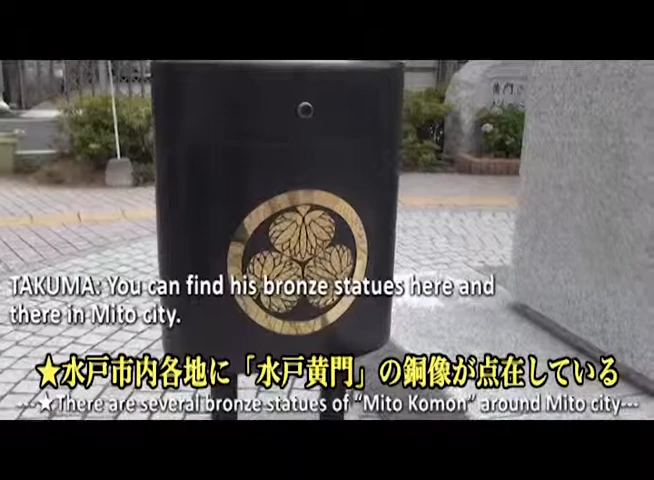 黄門
TAKUMA: You can find his bronze statues here and
there in Mito city.
★水戸市内各地に「水戸黄門」の銅像が点在している
---★There are several bronze statues of “Mito Komon” around Mito city---